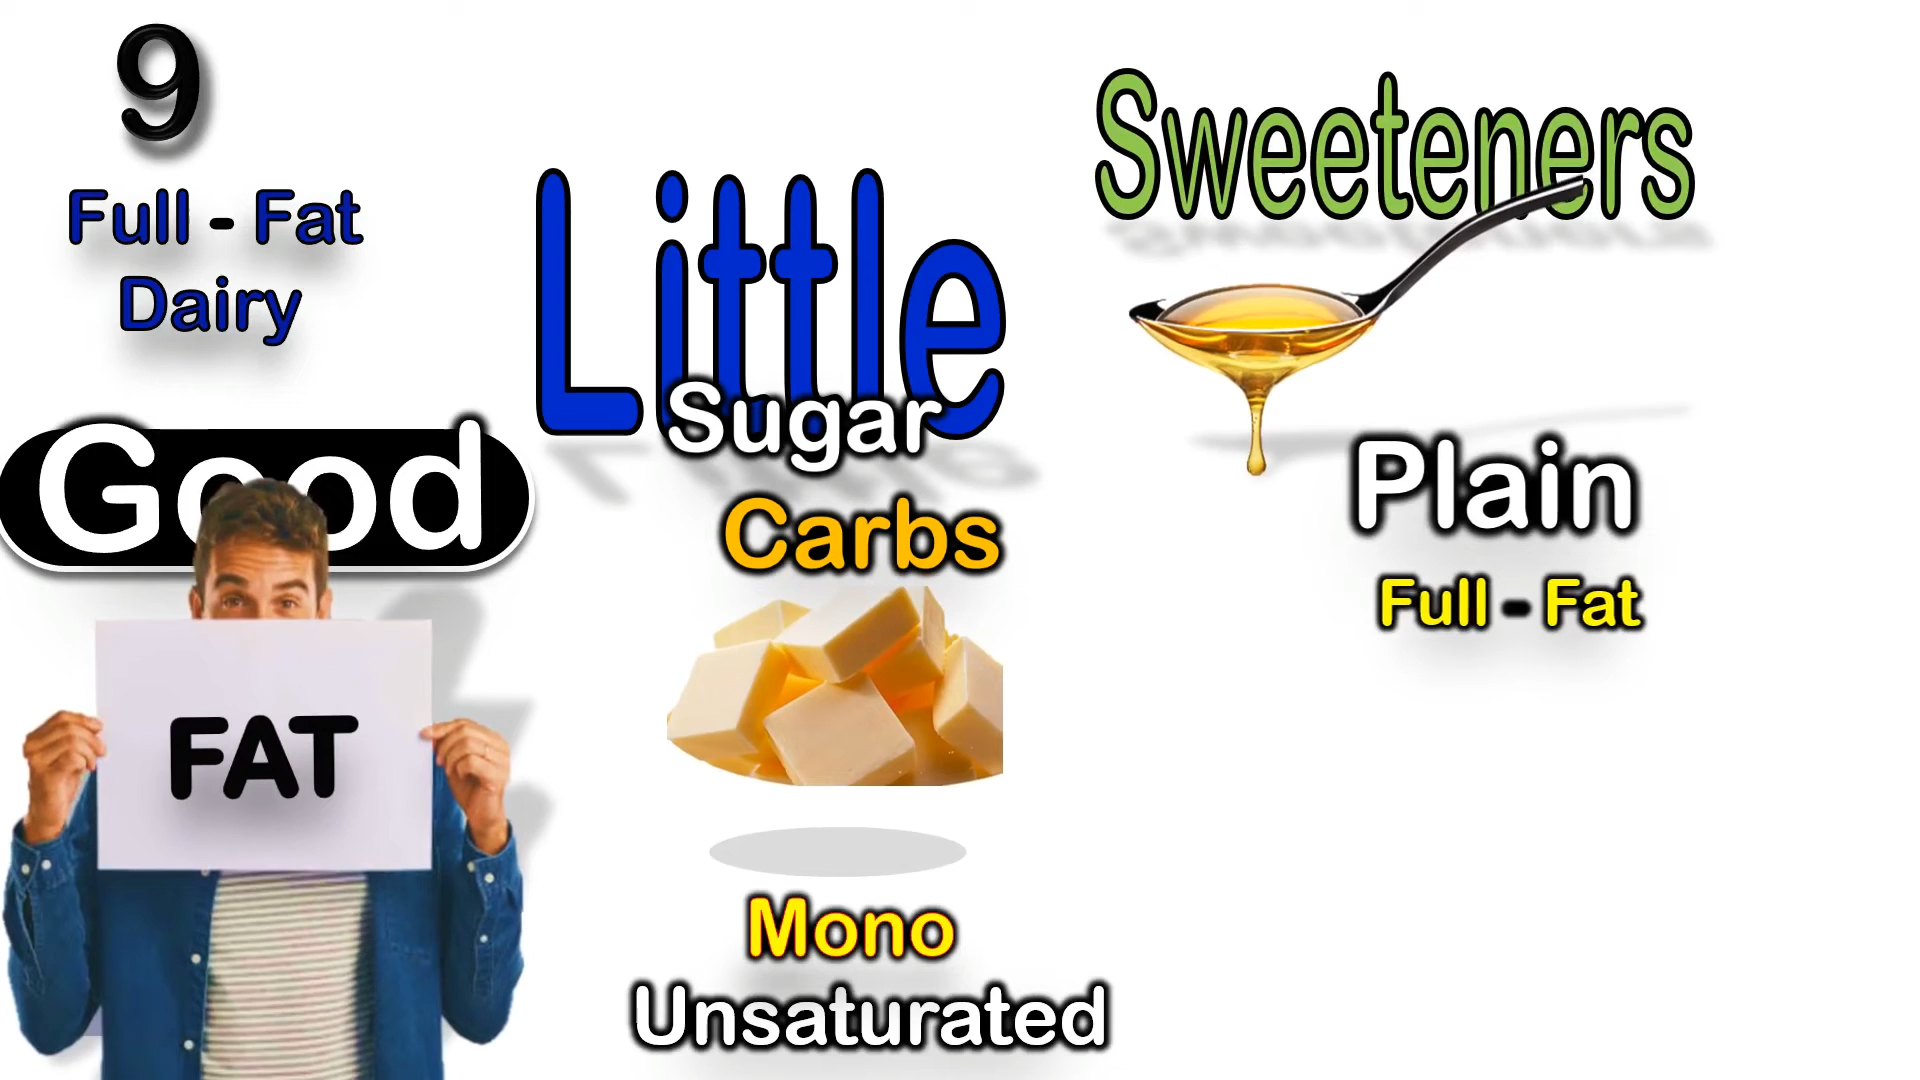 9
Full - Fat
Dairy
Good
FAT
Little
Sugar
Carbs
Mono
Unsaturated
Sweeteners
Plain
Full - Fat